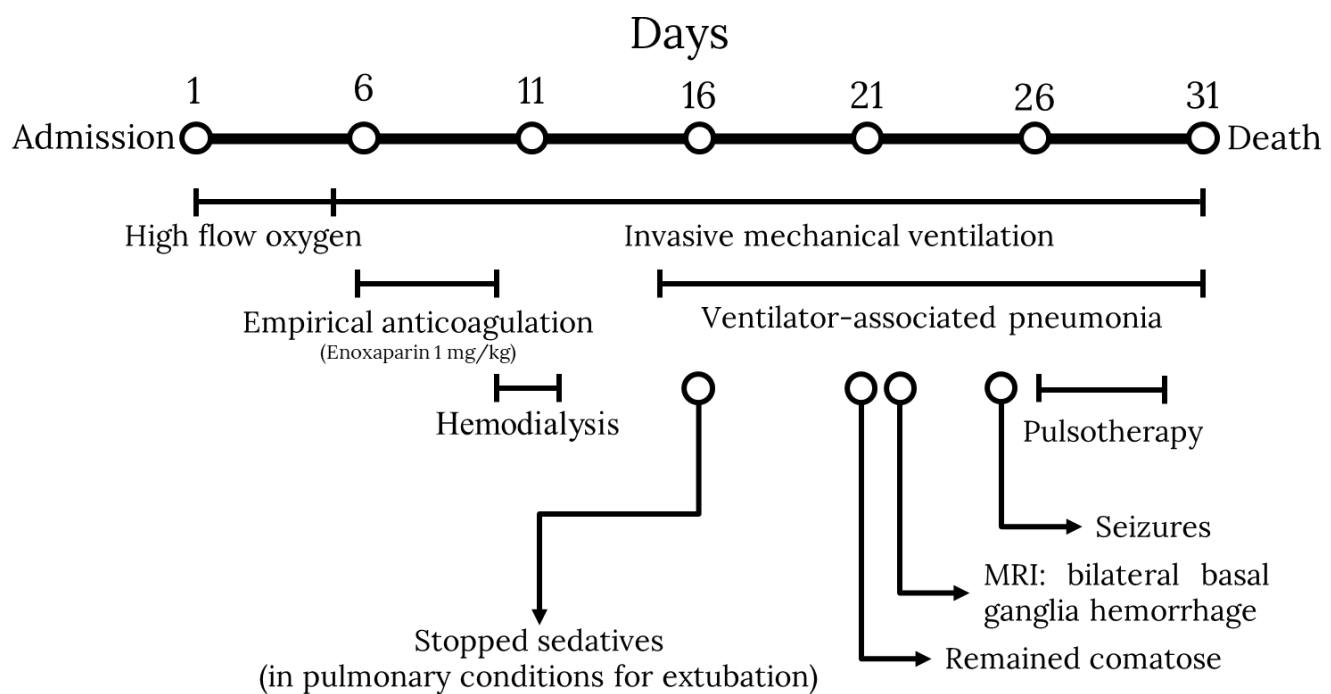 Days
1 6 11 16 21 26 31
Admission Death
High flow oxygen
Invasive mechanical ventilation
Empirical anticoagulation
(Enoxaparin 1 mg/kg)
Ventilator-associated pneumonia
Hemodialysis
Pulsotherapy
Seizures
MRI: bilateral basal
ganglia hemorrhage
Stopped sedatives
(in pulmonary conditions for extubation)
Remained comatose